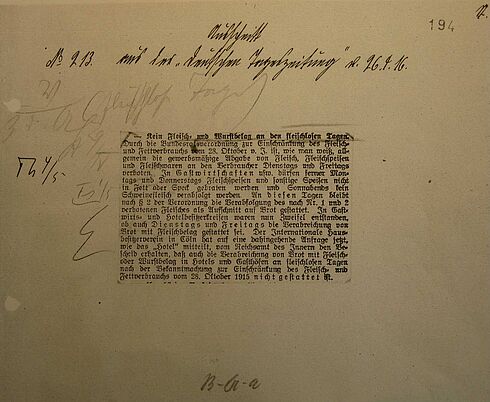 194
Ausschnitt
No 213. aus der „Deutschen Tageszeitung" v. 26.4.16.
Kein Fleisch- und Wurstbelag an den fleischlosen Tagen.
Durch die Bundesratsverordnung zur Einschränkung des Fleisch-
und Fettverbrauchs vom 28. Oktober v. J. ist, wie man weiß, all-
gemein die gewerbsmäßige Abgabe von Fleisch, Fleischspeisen
und Fleischwaren an den Verbraucher Dienstags und Freitags
verboten. In Gastwirtschaften usw. dürfen ferner Mon-
tags und Donnerstags Fleischspeisen und sonstige Speisen nicht
in Fett oder Speck gebraten werden und Sonnabends kein
Schweinefleisch verabfolgt werden. An diesen Tagen bleibt
nach § 2 der Verordnung die Verabfolgung des nach Nr. 1 und 2
verbotenen Fleisches als Aufschnitt auf Brot gestattet. In Gast-
wirts- und Hotelbesitzerkreisen waren nun Zweifel entstanden,
ob auch Dienstags und Freitags die Verabreichung von
Brot mit Fleischbelag gestattet sei. Der Internationale Haus-
besitzerverein in Cöln hat auf eine dahingehende Anfrage jetzt,
wie das „Hotel" mitteilt, vom Reichsamt des Innern den Be-
scheid erhalten, daß auch die Verabreichung von Brot mit Fleisch-
oder Wurstbelag in Hotels und Gasthöfen an fleischlosen Tagen
nach der Bekanntmachung zur Einschränkung des Fleisch- und
Fettverbrauchs vom 28. Oktober 1915 nicht gestattet ist.
B-a-a